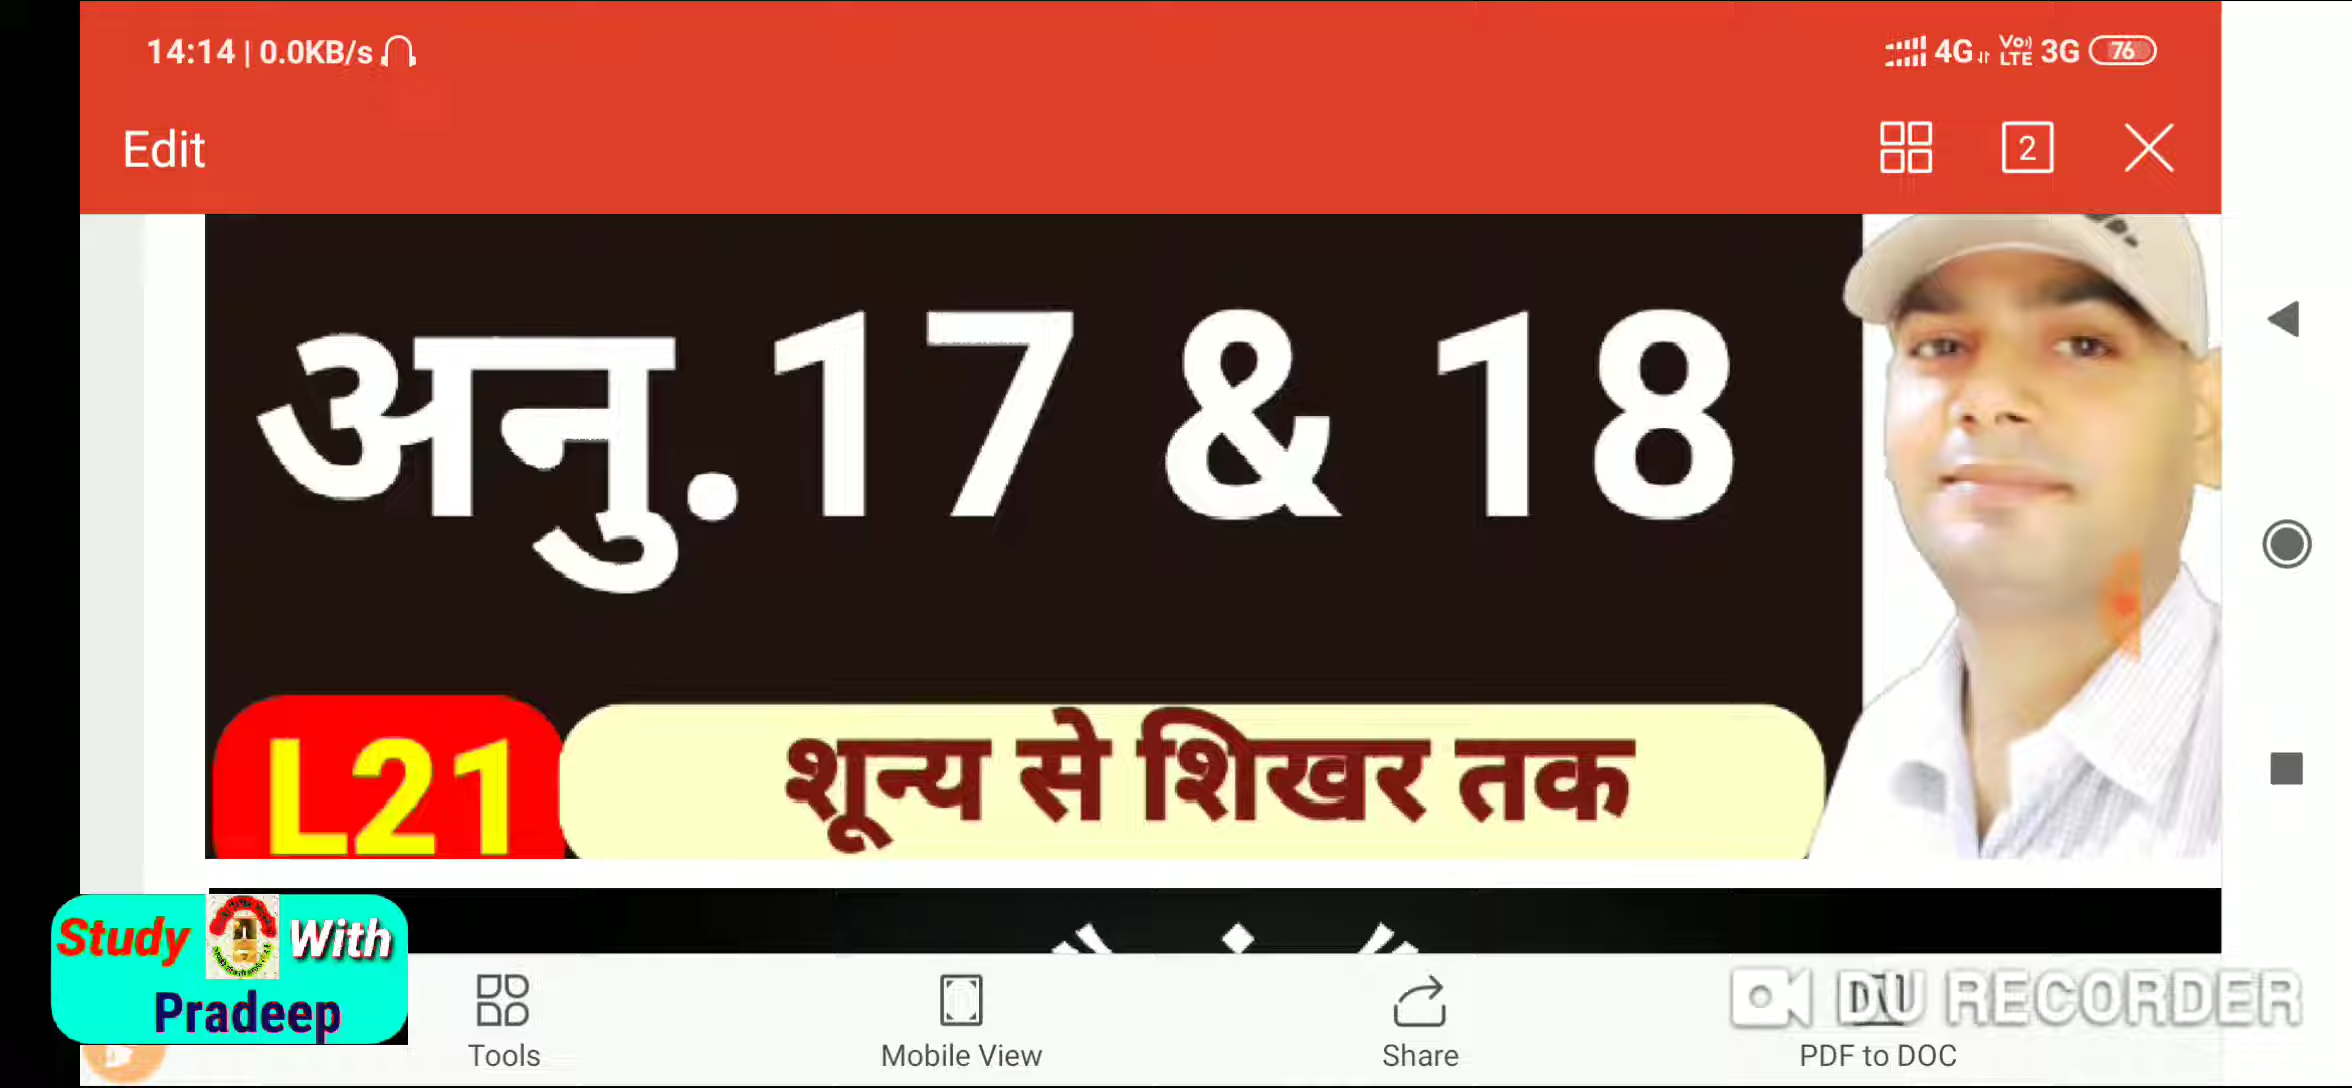 14:14 | 0.0KB/s 4G Vo) LTE 3G 76
Edit 2
अनु.17 & 18
L21 शून्य से शिखर तक
Study With
Pradeep
Tools Mobile View Share PDF to DOC
DU RECORDER